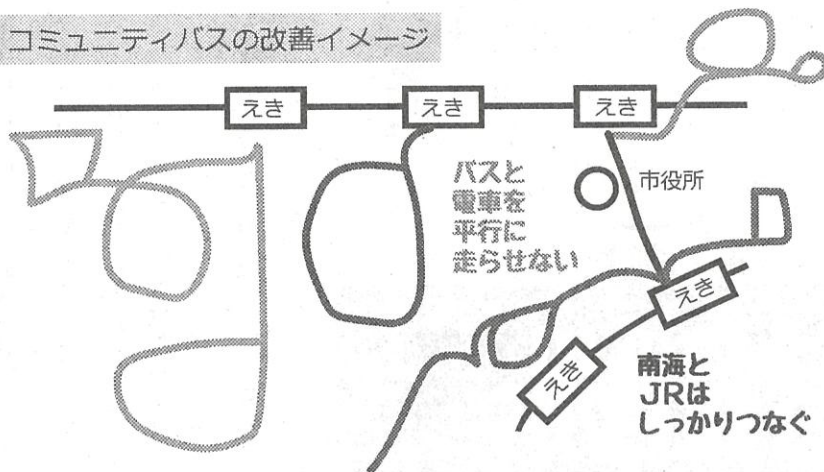 コミュニティバスの改善イメージ
えき
えき
えき
バスと
電車を
平行に
走らせない
市役所
えき
えき
南海と
JRは
しっかりつなぐ